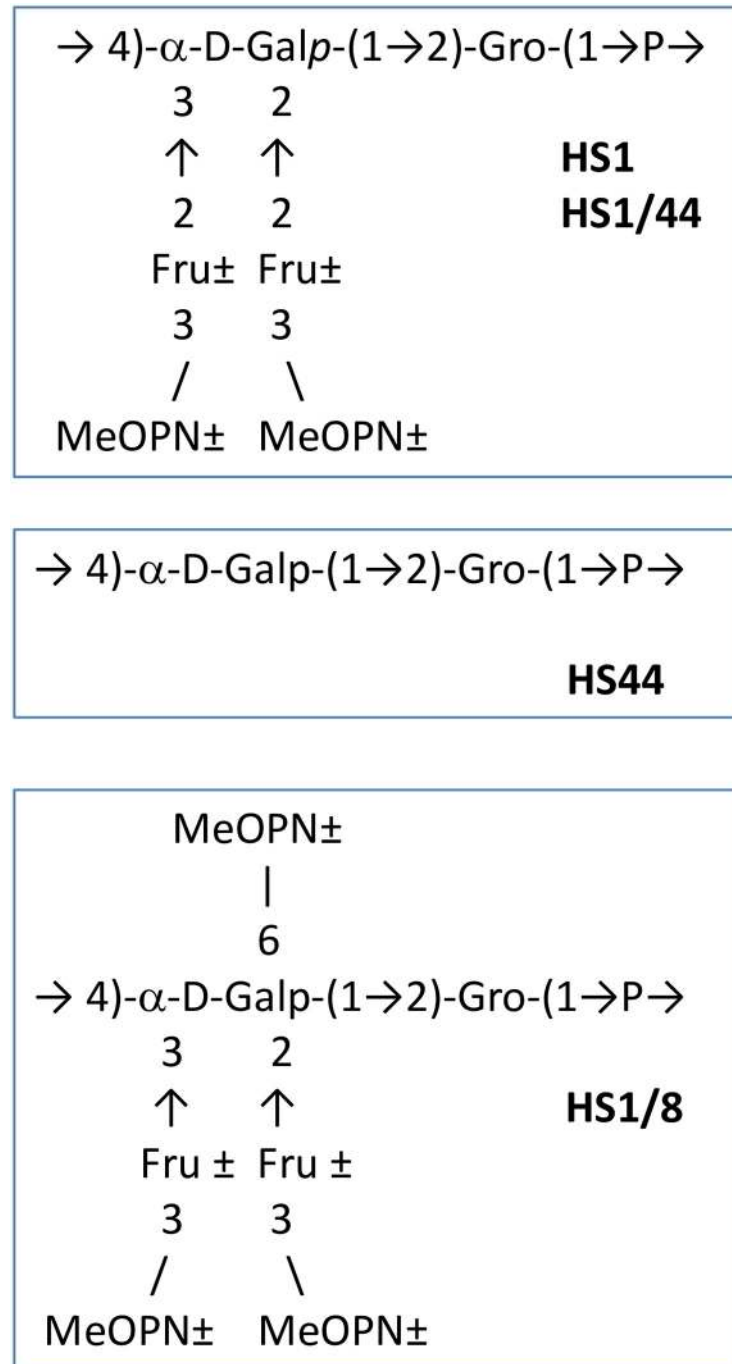 → 4)-α-D-Galp-(1→2)-Gro-(1→P→
3 2
↑ ↑ HS1
2 2 HS1/44
Fru± Fru±
3 3
/ \
MeOPN± MeOPN±
→ 4)-α-D-Galp-(1→2)-Gro-(1→P→
HS44
MeOPN±
|
6
→ 4)-α-D-Galp-(1→2)-Gro-(1→P→
3 2
↑ ↑ HS1/8
Fru ± Fru ±
3 3
/ \
MeOPN± MeOPN±